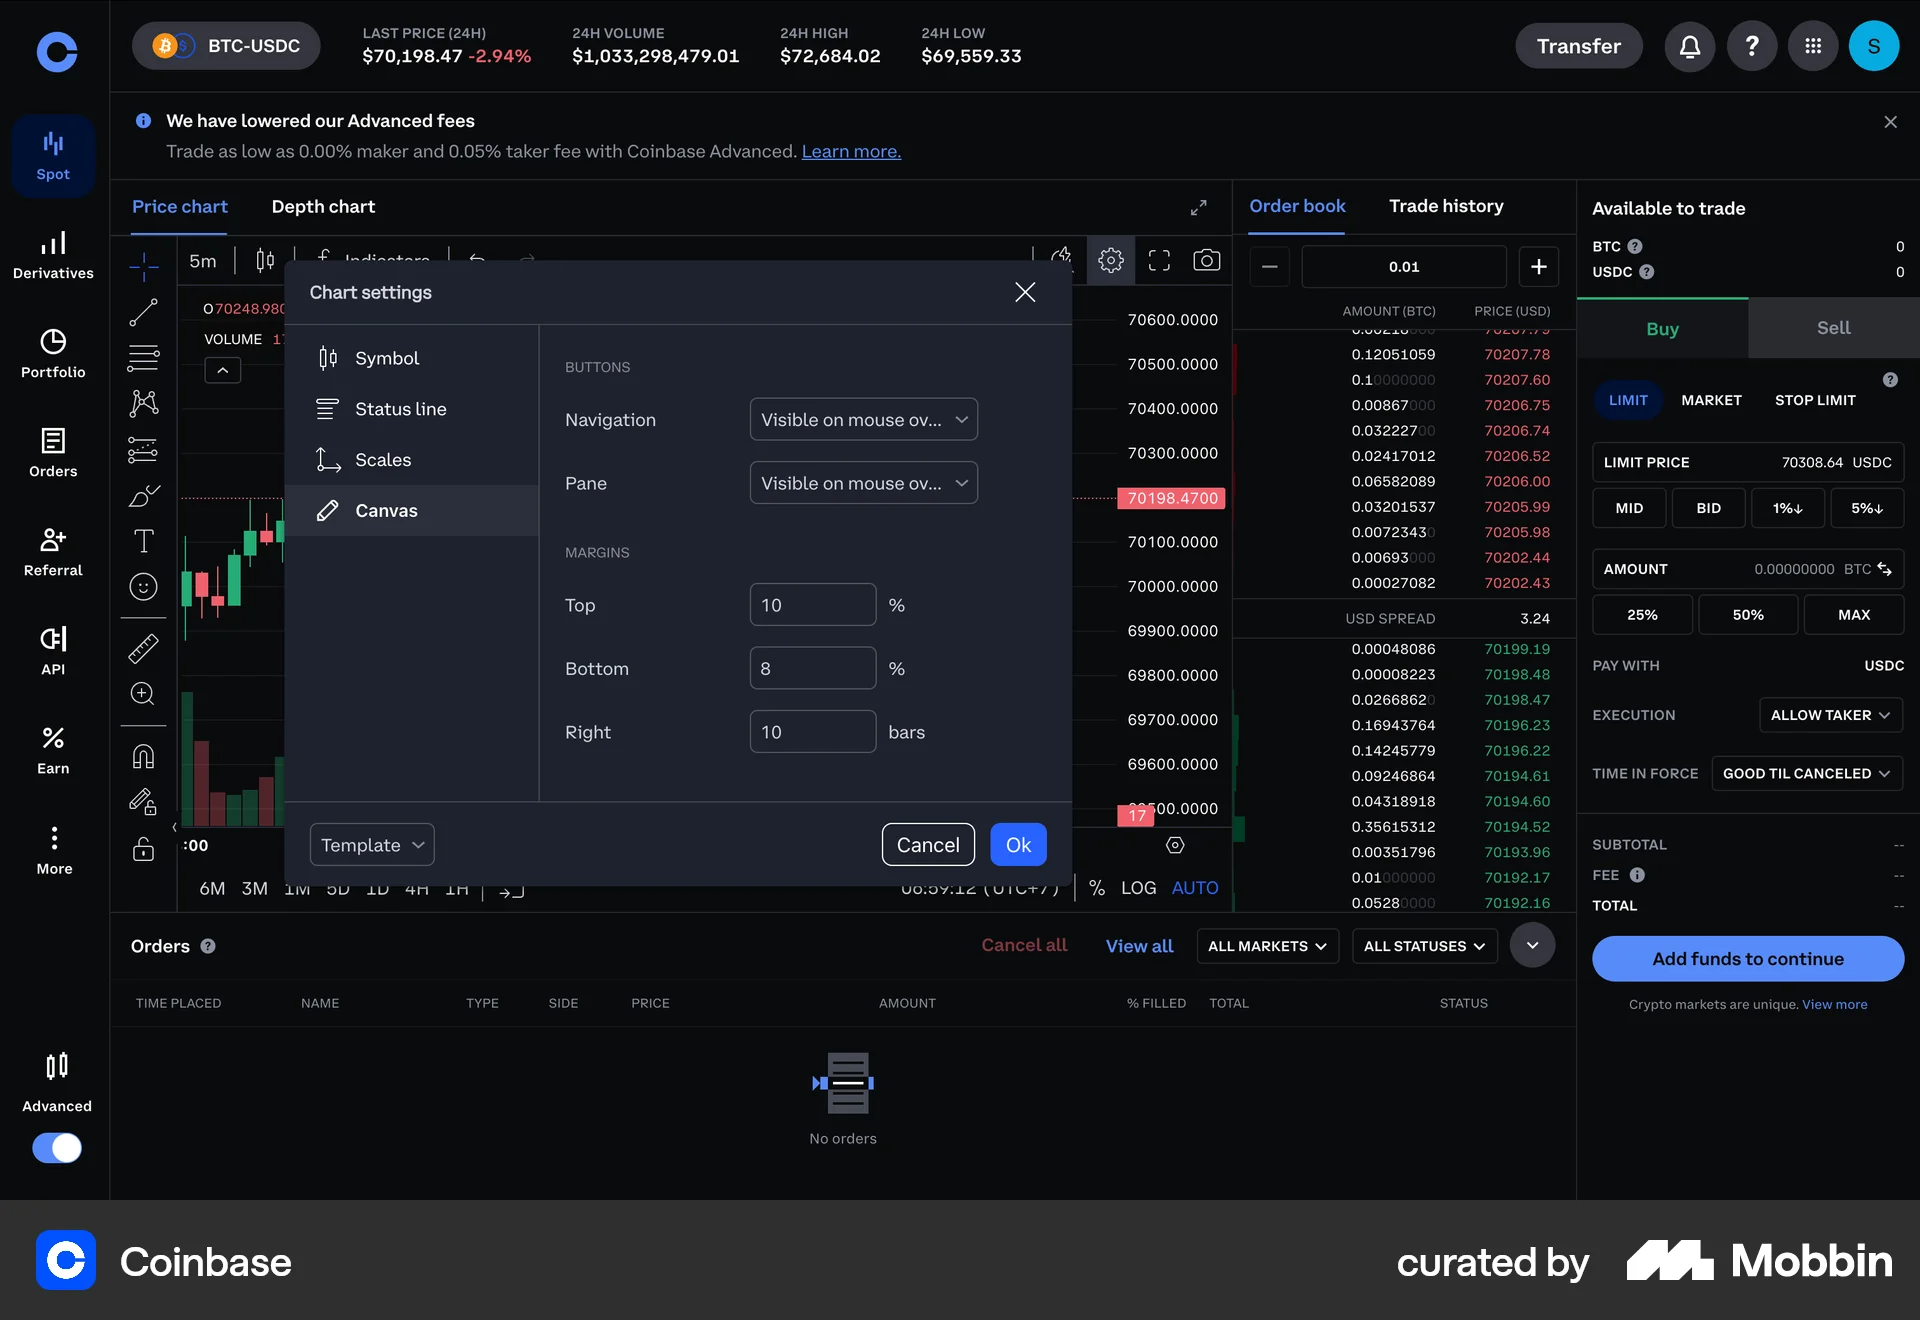 BTC-USDC
LAST PRICE (24H)
$70,198.47 -2.94%
24H VOLUME
$1,033,298,479.01
24H HIGH
$72,684.02
24H LOW
$69,559.33
Transfer
?
S
Spot
Derivatives
Portfolio
Orders
Referral
API
Earn
More
Advanced
We have lowered our Advanced fees
Trade as low as 0.00% maker and 0.05% taker fee with Coinbase Advanced. Learn more.
Price chart
Depth chart
5m
Indicators
O70248.980
VOLUME 17
Chart settings
Symbol
Status line
Scales
Canvas
BUTTONS
Navigation
Visible on mouse ov...
Pane
Visible on mouse ov...
MARGINS
Top
10
%
Bottom
8
%
Right
10
bars
Template
Cancel
Ok
70600.0000
70500.0000
70400.0000
70300.0000
70198.4700
70100.0000
70000.0000
69900.0000
69800.0000
69700.0000
69600.0000
17
:00
6M 3M 1M 5D 1D 4H 1H
06:59:12 (UTC+7)
% LOG AUTO
Order book
Trade history
0.01
AMOUNT (BTC) PRICE (USD)
0.12051059 70207.78
0.10000000 70207.60
0.00867000 70206.75
0.03222700 70206.74
0.02417012 70206.52
0.06582089 70206.00
0.03201537 70205.99
0.00723430 70205.98
0.00693000 70202.44
0.00027082 70202.43
USD SPREAD 3.24
0.00048086 70199.19
0.00008223 70198.48
0.02668620 70198.47
0.16943764 70196.23
0.14245779 70196.22
0.09246864 70194.61
0.04318918 70194.60
0.35615312 70194.52
0.00351796 70193.96
0.01000000 70192.17
0.05280000 70192.16
Available to trade
BTC ? 0
USDC ? 0
Buy
Sell
?
LIMIT
MARKET
STOP LIMIT
LIMIT PRICE 70308.64 USDC
MID
BID
1%↓
5%↓
AMOUNT 0.00000000 BTC
25%
50%
MAX
PAY WITH USDC
EXECUTION ALLOW TAKER
TIME IN FORCE GOOD TIL CANCELED
SUBTOTAL --
FEE --
TOTAL --
Add funds to continue
Crypto markets are unique. View more
Orders ?
Cancel all
View all
ALL MARKETS
ALL STATUSES
TIME PLACED NAME TYPE SIDE PRICE AMOUNT % FILLED TOTAL STATUS
No orders
Coinbase
curated by
Mobbin